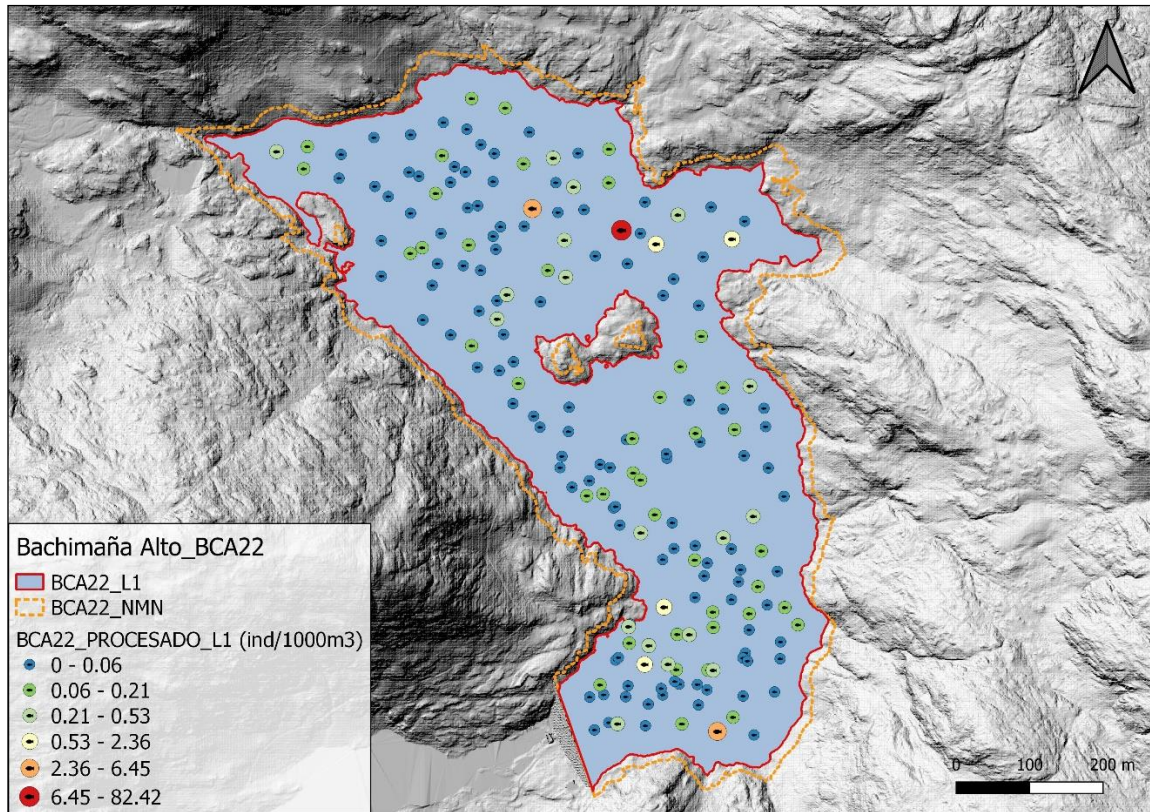 Bachimaña Alto_BCA22
BCA22_L1
BCA22_NMN
BCA22_PROCESADO_L1 (ind/1000m3)
0 - 0.06
0.06 - 0.21
0.21 - 0.53
0.53 - 2.36
2.36 - 6.45
6.45 - 82.42
0 100 200 m